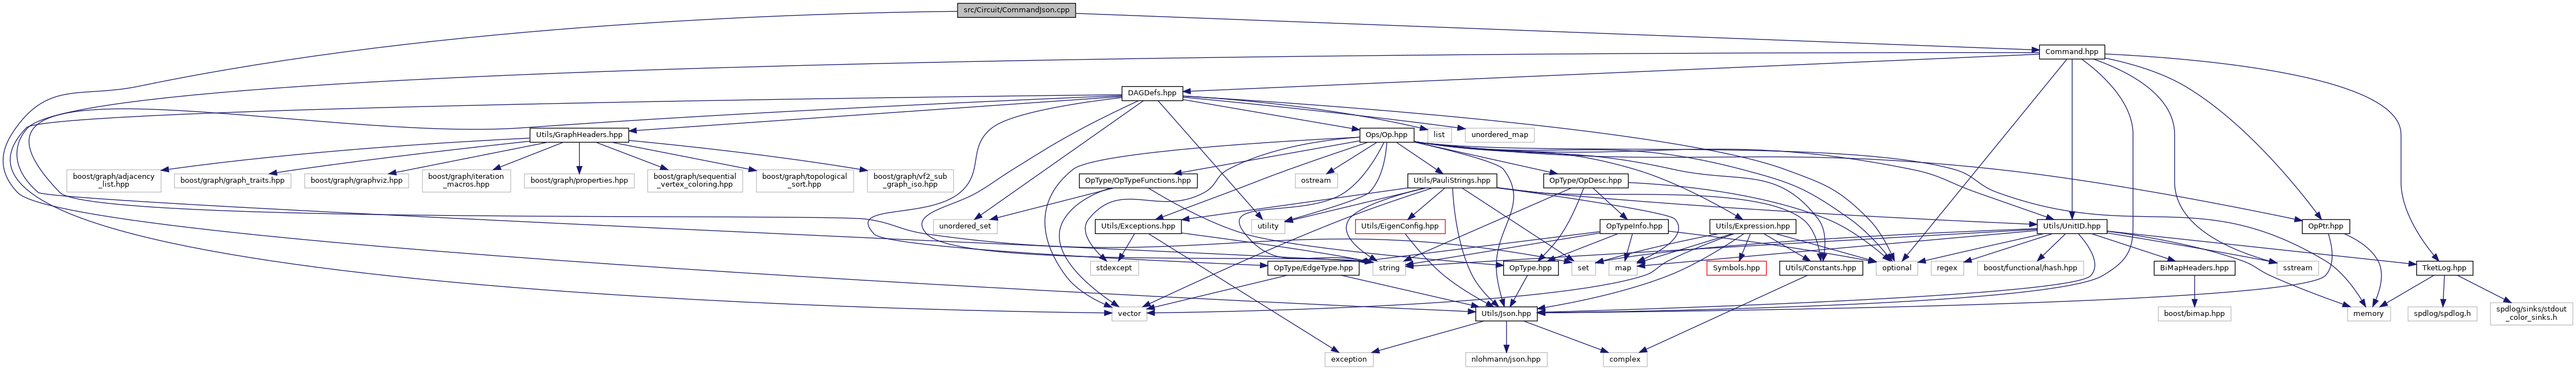 src/Circuit/CommandJson.cpp
Command.hpp
DAGDefs.hpp
Utils/GraphHeaders.hpp
Ops/Op.hpp
list
unordered_map
boost/graph/adjacency
_list.hpp
boost/graph/graph_traits.hpp
boost/graph/graphviz.hpp
boost/graph/iteration
_macros.hpp
boost/graph/properties.hpp
boost/graph/sequential
_vertex_coloring.hpp
boost/graph/topological
_sort.hpp
boost/graph/vf2_sub
_graph_iso.hpp
OpType/OpTypeFunctions.hpp
ostream
Utils/PauliStrings.hpp
OpType/OpDesc.hpp
unordered_set
Utils/Exceptions.hpp
utility
Utils/EigenConfig.hpp
OpTypeInfo.hpp
Utils/Expression.hpp
Utils/UnitID.hpp
OpPtr.hpp
stdexcept
OpType/EdgeType.hpp
string
OpType.hpp
set
map
Symbols.hpp
Utils/Constants.hpp
optional
regex
boost/functional/hash.hpp
BiMapHeaders.hpp
sstream
TketLog.hpp
vector
Utils/Json.hpp
boost/bimap.hpp
memory
spdlog/spdlog.h
spdlog/sinks/stdout
_color_sinks.h
exception
nlohmann/json.hpp
complex